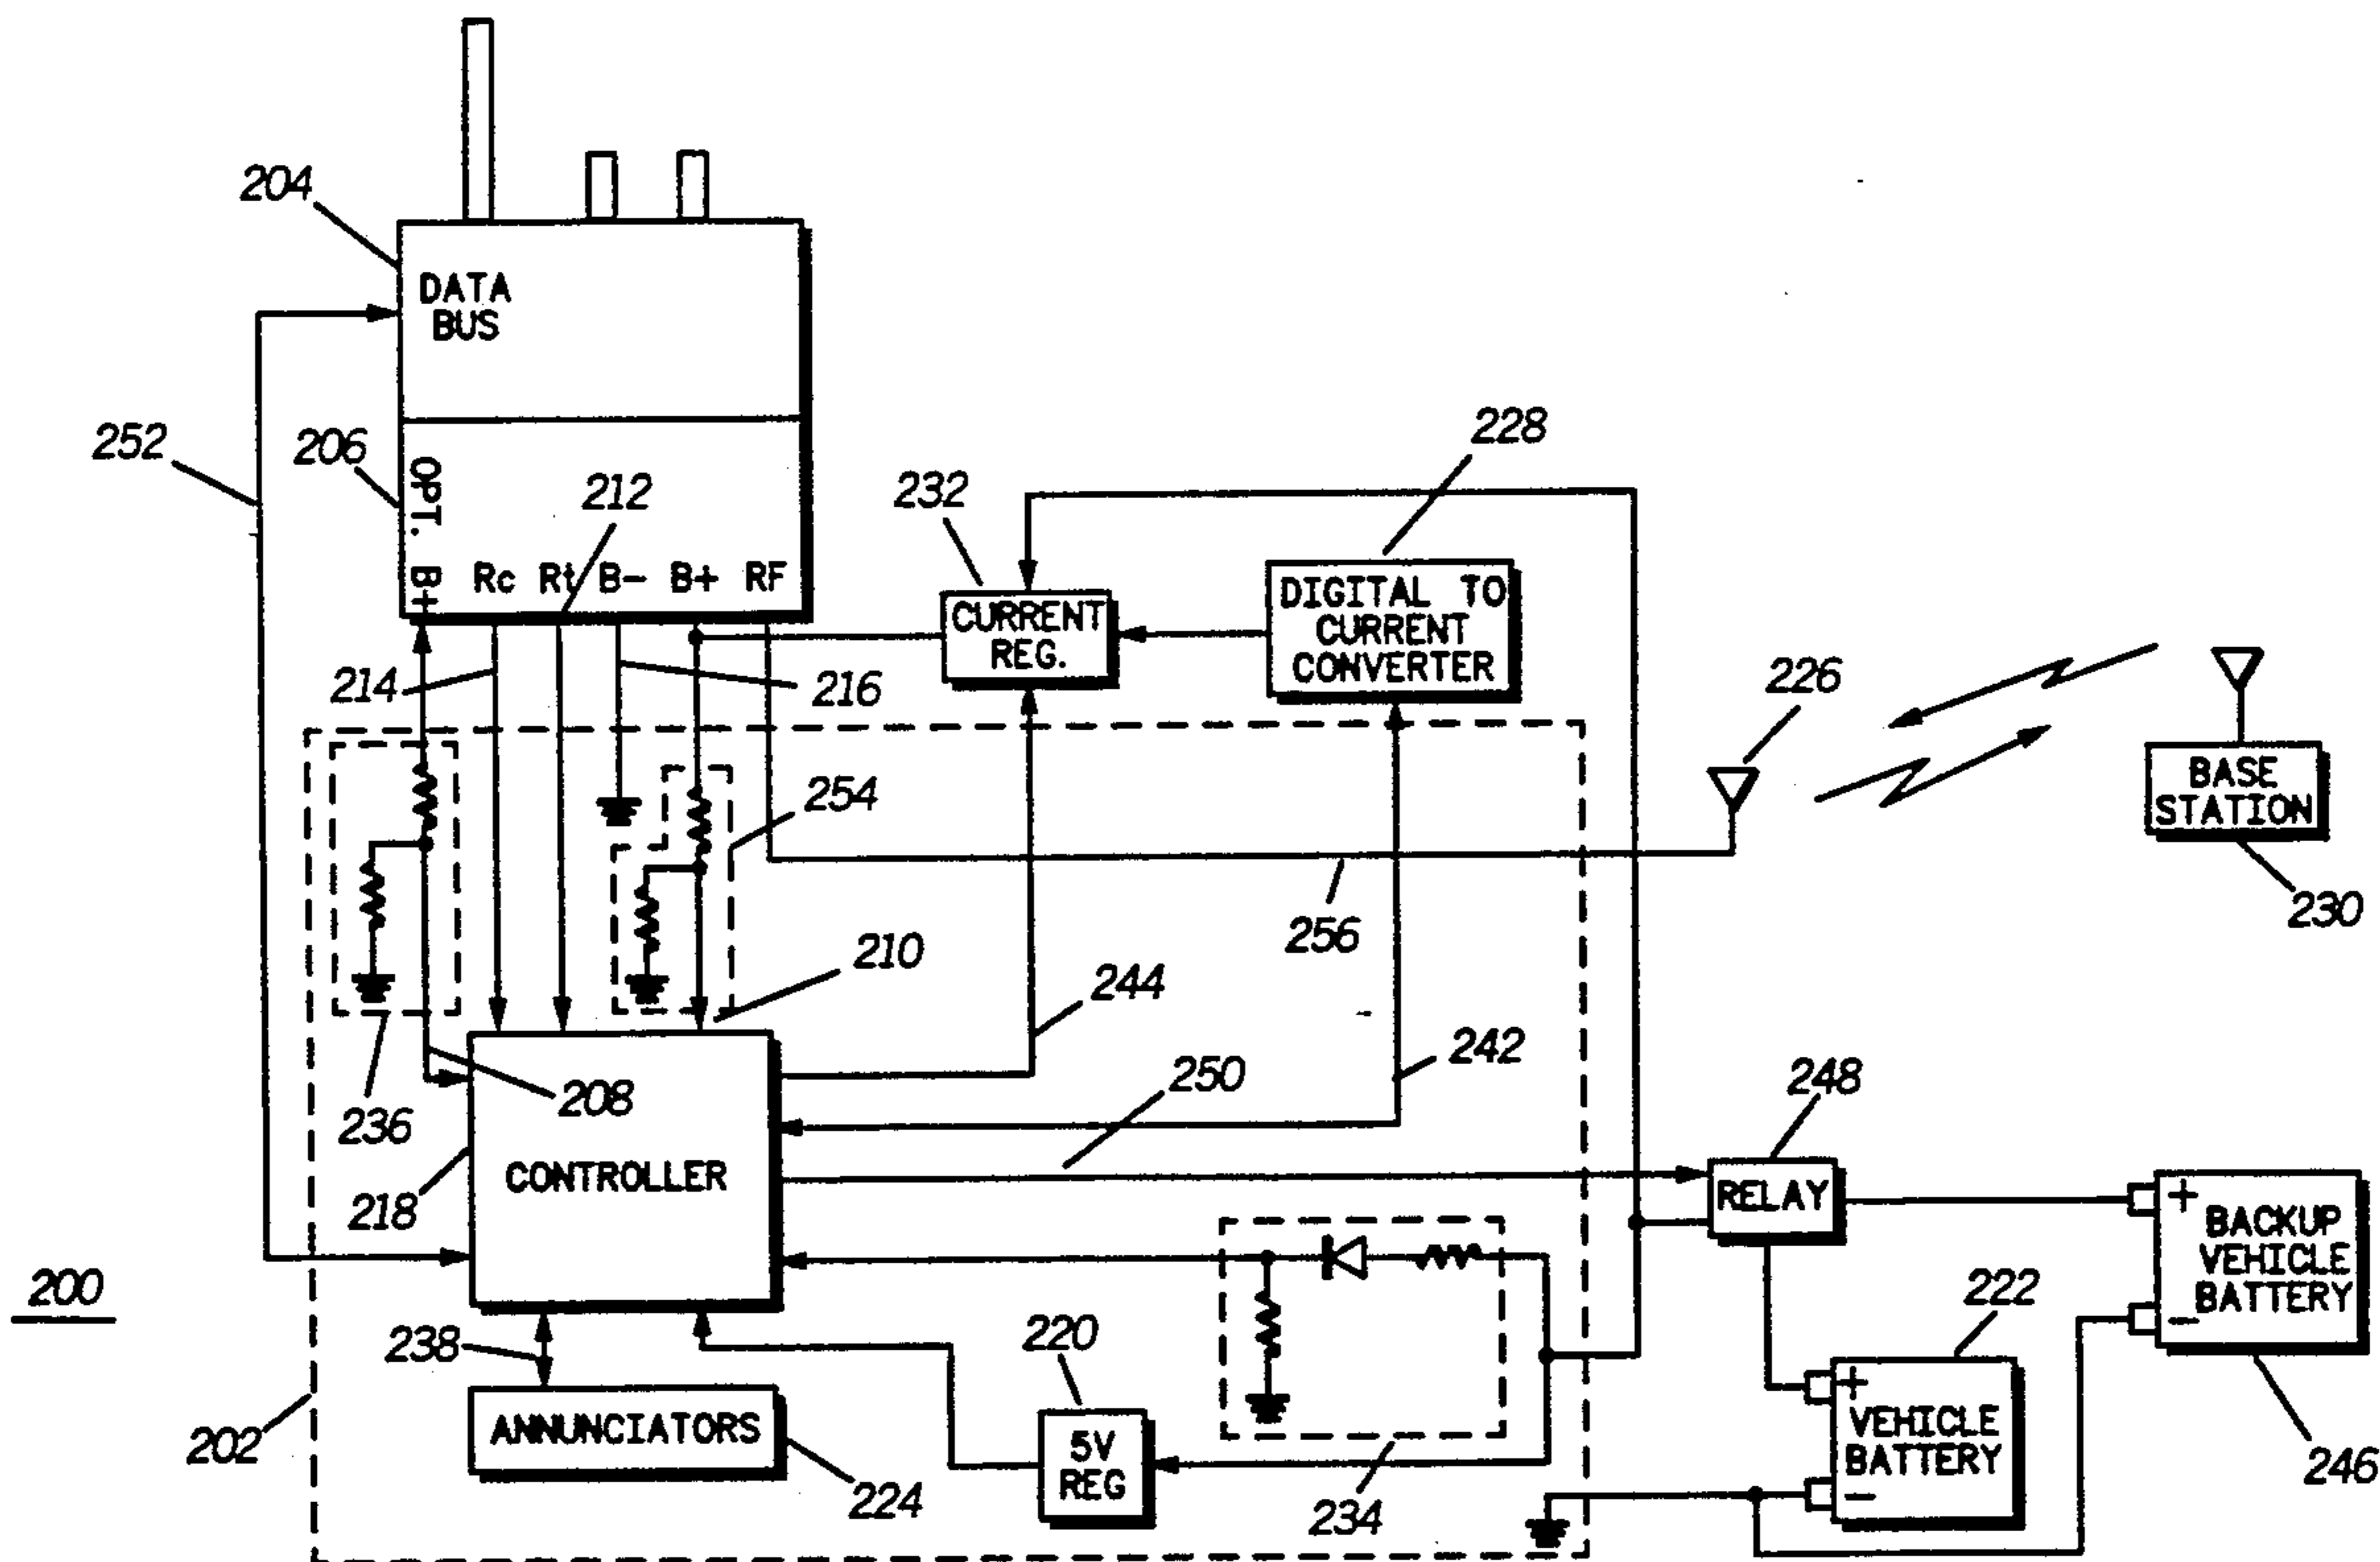 204
DATA
BUS
252
206
OPT. B+
212
Rc Rt B- B+ RF
232
228
CURRENT
REG.
DIGITAL TO
CURRENT
CONVERTER
214
216
226
BASE
STATION
230
254
256
210
244
242
236
208
250
248
218
CONTROLLER
RELAY
+
BACKUP
VEHICLE
BATTERY
-
246
200
238
220
222
+
VEHICLE
BATTERY
-
202
ANNUNCIATORS
224
5V
REG
234